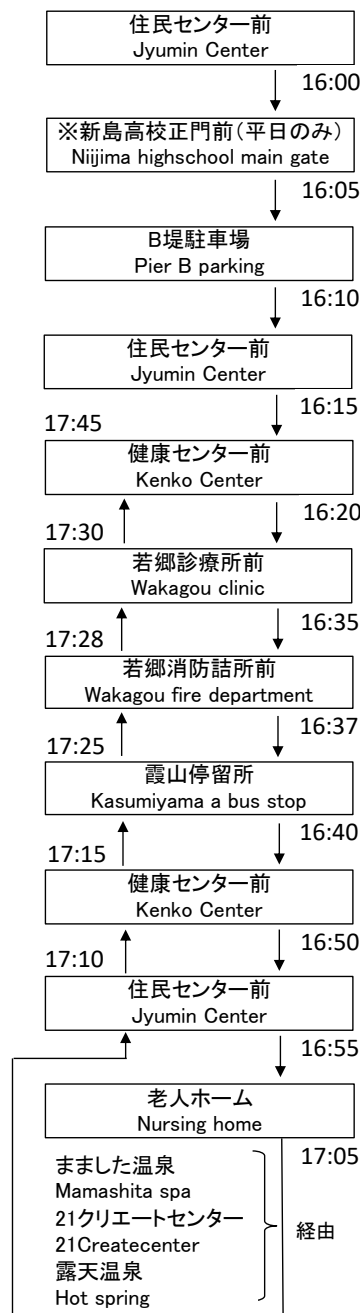 住民センター前
Jyumin Center
16:00
※新島高校正門前(平日のみ)
Niijima highschool main gate
16:05
B堤駐車場
Pier B parking
16:10
住民センター前
Jyumin Center
16:15
17:45
健康センター前
Kenko Center
16:20
17:30
若郷診療所前
Wakagou clinic
16:35
17:28
若郷消防詰所前
Wakagou fire department
16:37
17:25
霞山停留所
Kasumiyama a bus stop
16:40
17:15
健康センター前
Kenko Center
16:50
17:10
住民センター前
Jyumin Center
16:55
老人ホーム
Nursing home
17:05
まました温泉
Mamashita spa
21クリエートセンター
21Createcenter
経由
露天温泉
Hot spring